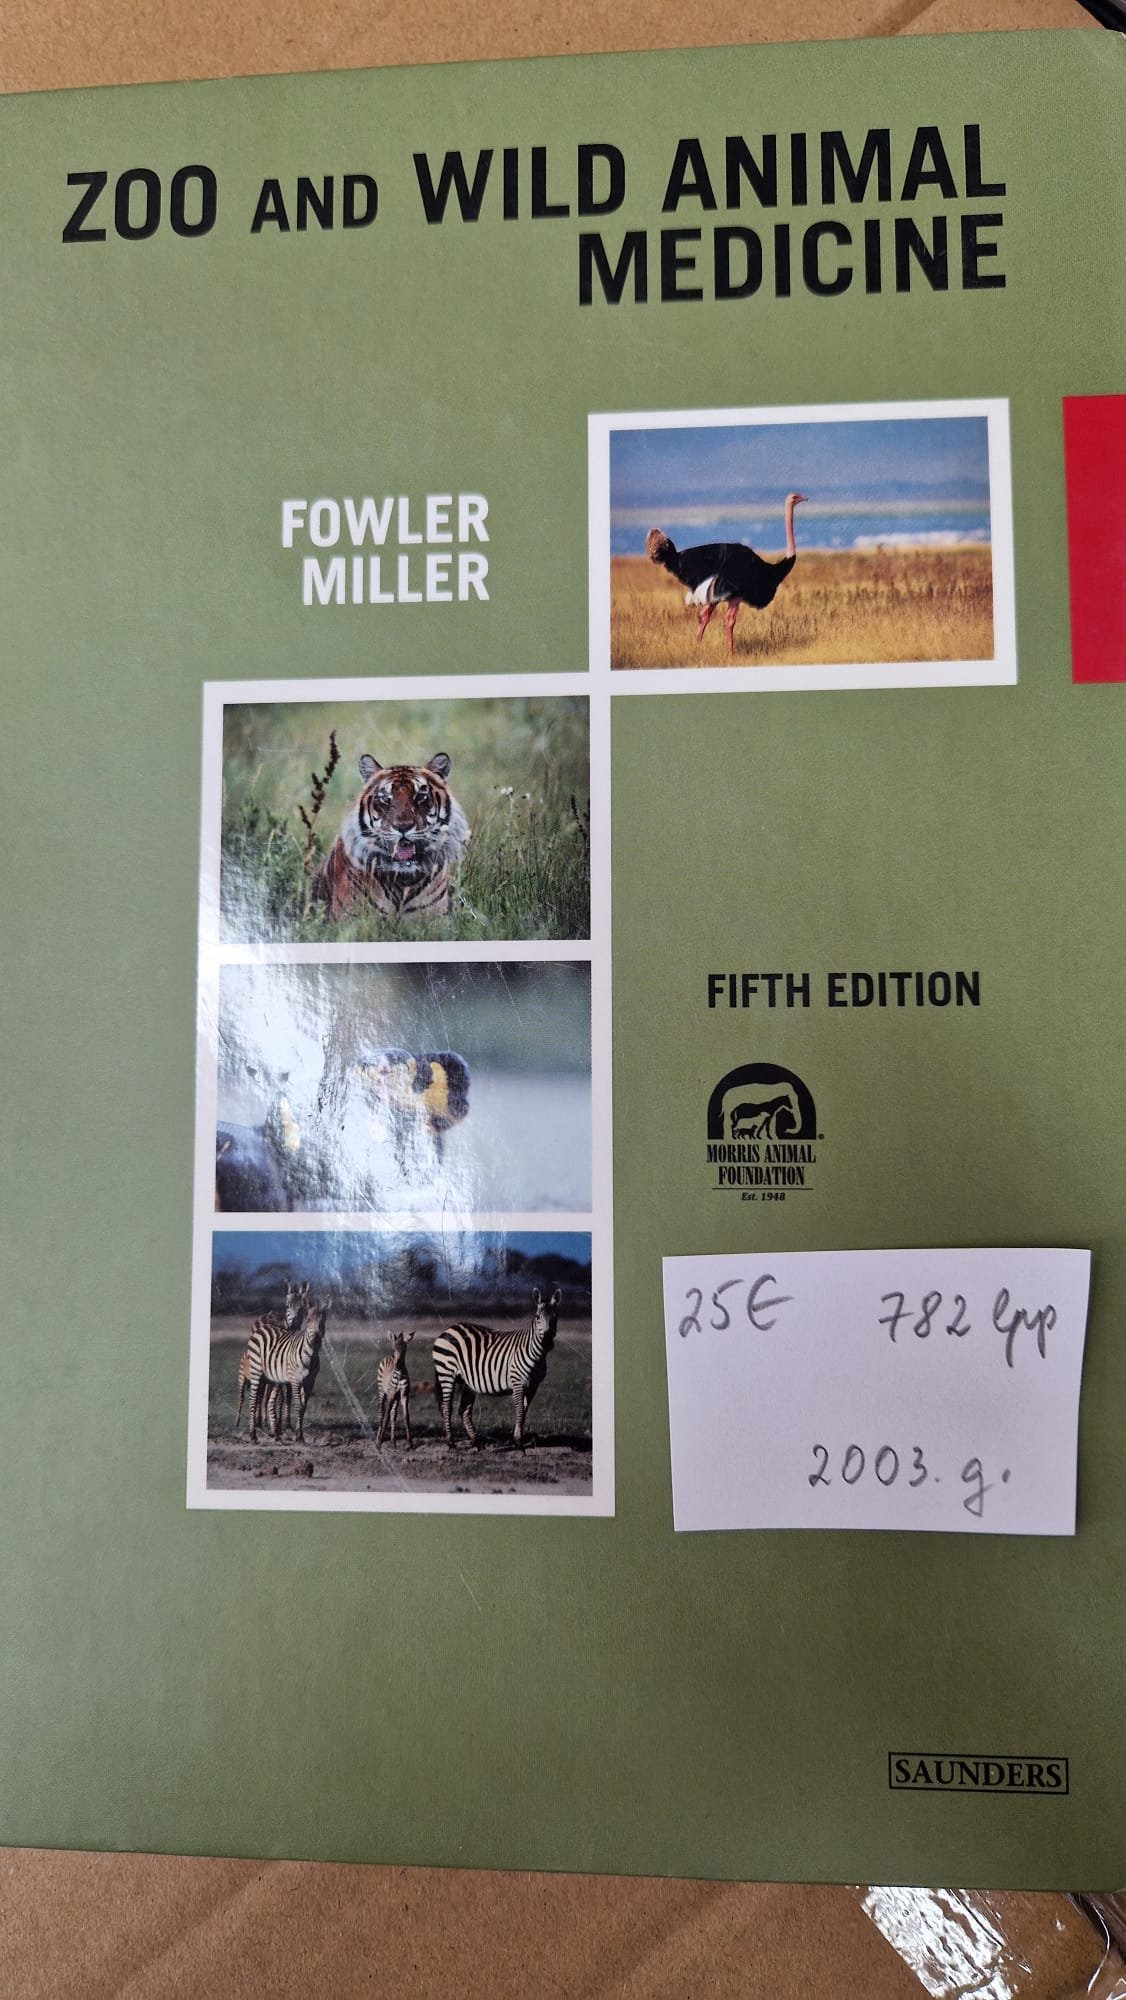 ZOO AND WILD ANIMAL
MEDICINE
FOWLER
MILLER
FIFTH EDITION
MORRIS ANIMAL
FOUNDATION
Est. 1948
25€ 782 lpp
2003. g.
SAUNDERS